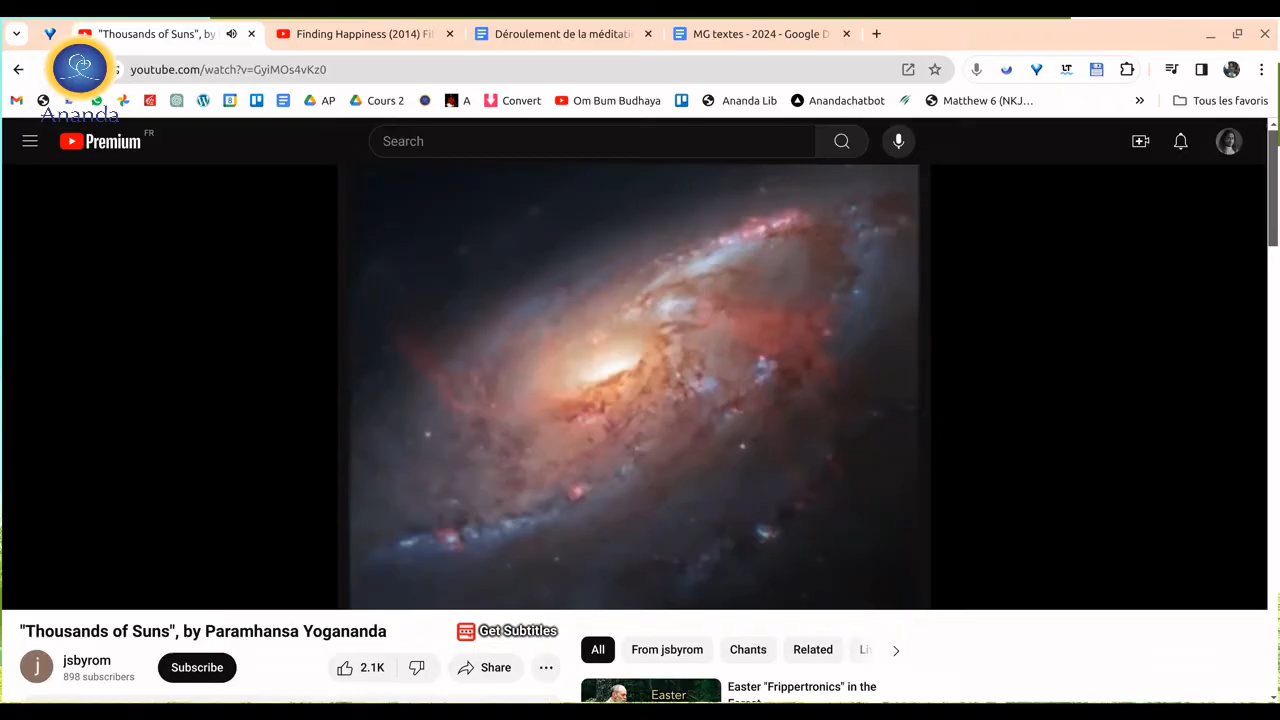 "Thousands of Suns", by
Finding Happiness (2014) Fi
Déroulement de la méditati
MG textes - 2024 - Google D
youtube.com/watch?v=GyiMOs4vKz0
LT
AP
Cours 2
A
Convert
Om Bum Budhaya
Ananda Lib
Anandachatbot
Matthew 6 (NKJ...
Tous les favoris
Ananda
Premium
FR
Search
"Thousands of Suns", by Paramhansa Yogananda
Get Subtitles
j
jsbyrom
898 subscribers
Subscribe
2.1K
Share
All
From jsbyrom
Chants
Related
Easter
Easter "Frippertronics" in the